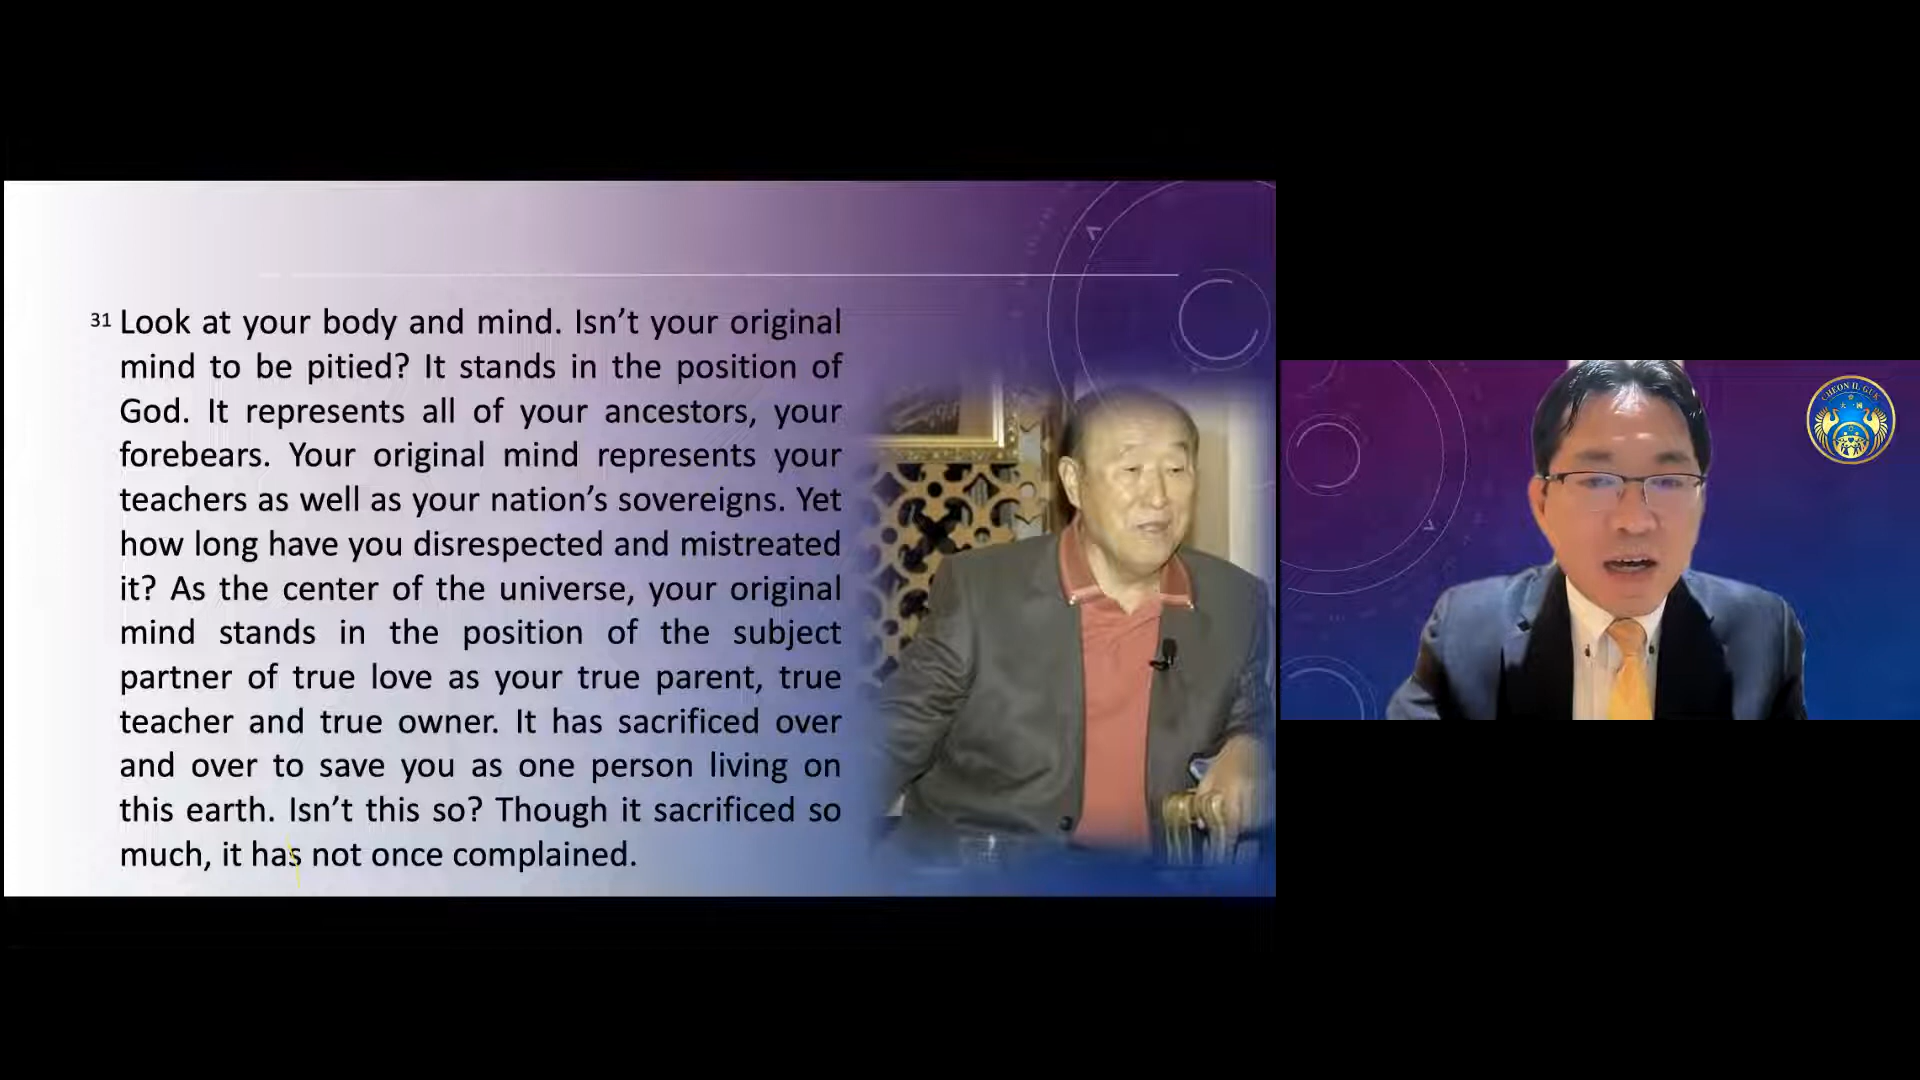 31 Look at your body and mind. Isn’t your original
mind to be pitied? It stands in the position of
God. It represents all of your ancestors, your
forebears. Your original mind represents your
teachers as well as your nation’s sovereigns. Yet
how long have you disrespected and mistreated
it? As the center of the universe, your original
mind stands in the position of the subject
partner of true love as your true parent, true
teacher and true owner. It has sacrificed over
and over to save you as one person living on
this earth. Isn’t this so? Though it sacrificed so
much, it has not once complained.
CHEON IL GUK